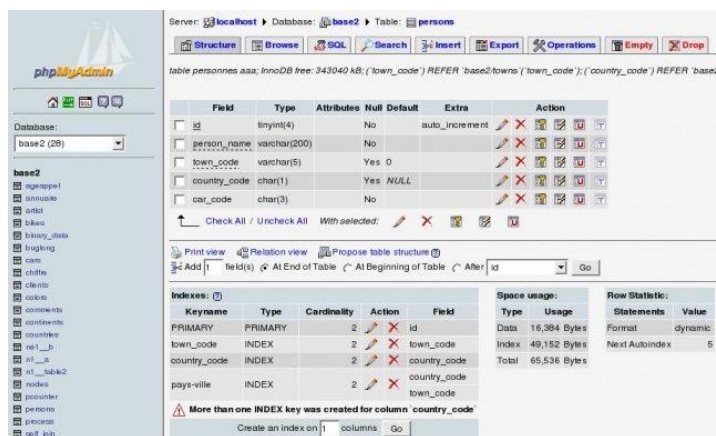 Server: localhost Database: base2 Table: persons
Structure Browse SQL Search Insert Export Operations Empty Drop
phpMyAdmin
table personnes aaa; InnoDB free: 343040 kB; (`town_code`) REFER `base2/towns`(`town_code`); (`country_code`) REFER `base2
Database:
base2 (28)
base2
ageappel
annuaire
artist
bikes
binary_data
buglong
cars
chiffre
clients
colors
comments
continents
countries
n1__a
n1__table2
nodes
pcounter
persons
process
self_join
Field Type Attributes Null Default Extra Action
id tinyint(4) No auto_increment
person_name varchar(200) No
town_code varchar(5) Yes 0
country_code char(1) Yes NULL
car_code char(3) No
Check All / Uncheck All With selected:
Print view Relation view Propose table structure
Add 1 field(s) At End of Table At Beginning of Table After id Go
Indexes:
Keyname Type Cardinality Action Field
PRIMARY PRIMARY 2 id
town_code INDEX 2 town_code
country_code INDEX 2 country_code
pays-ville INDEX 2 country_code
town_code
More than one INDEX key was created for column `country_code`
Create an index on 1 columns Go
Space usage:
Type Usage
Data 16,384 Bytes
Index 49,152 Bytes
Total 65,536 Bytes
Row Statistic:
Statements Value
Format dynamic
Next Autoindex 5